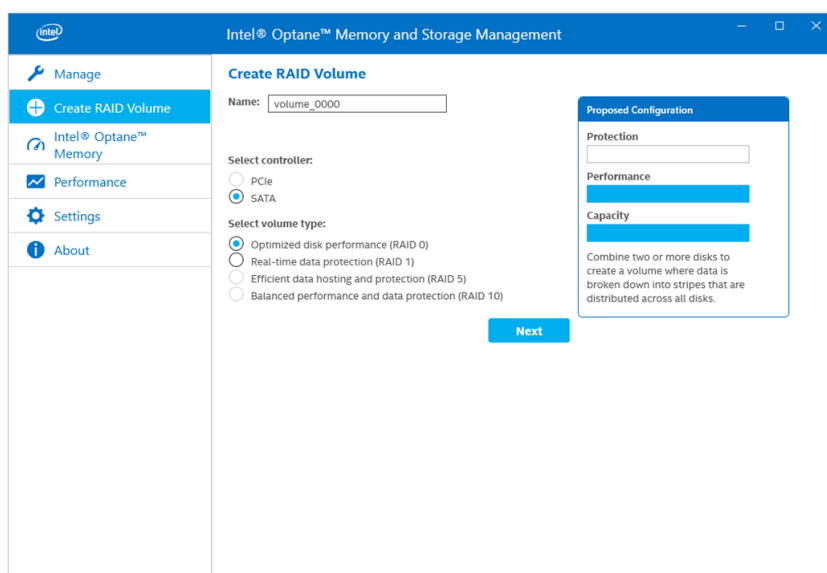 intel
Intel® Optane™ Memory and Storage Management
Manage
Create RAID Volume
Intel® Optane™
Memory
Performance
Settings
About
Create RAID Volume
Name: volume_0000
Select controller:
PCIe
SATA
Select volume type:
Optimized disk performance (RAID 0)
Real-time data protection (RAID 1)
Efficient data hosting and protection (RAID 5)
Balanced performance and data protection (RAID 10)
Next
Proposed Configuration
Protection
Performance
Capacity
Combine two or more disks to
create a volume where data is
broken down into stripes that are
distributed across all disks.